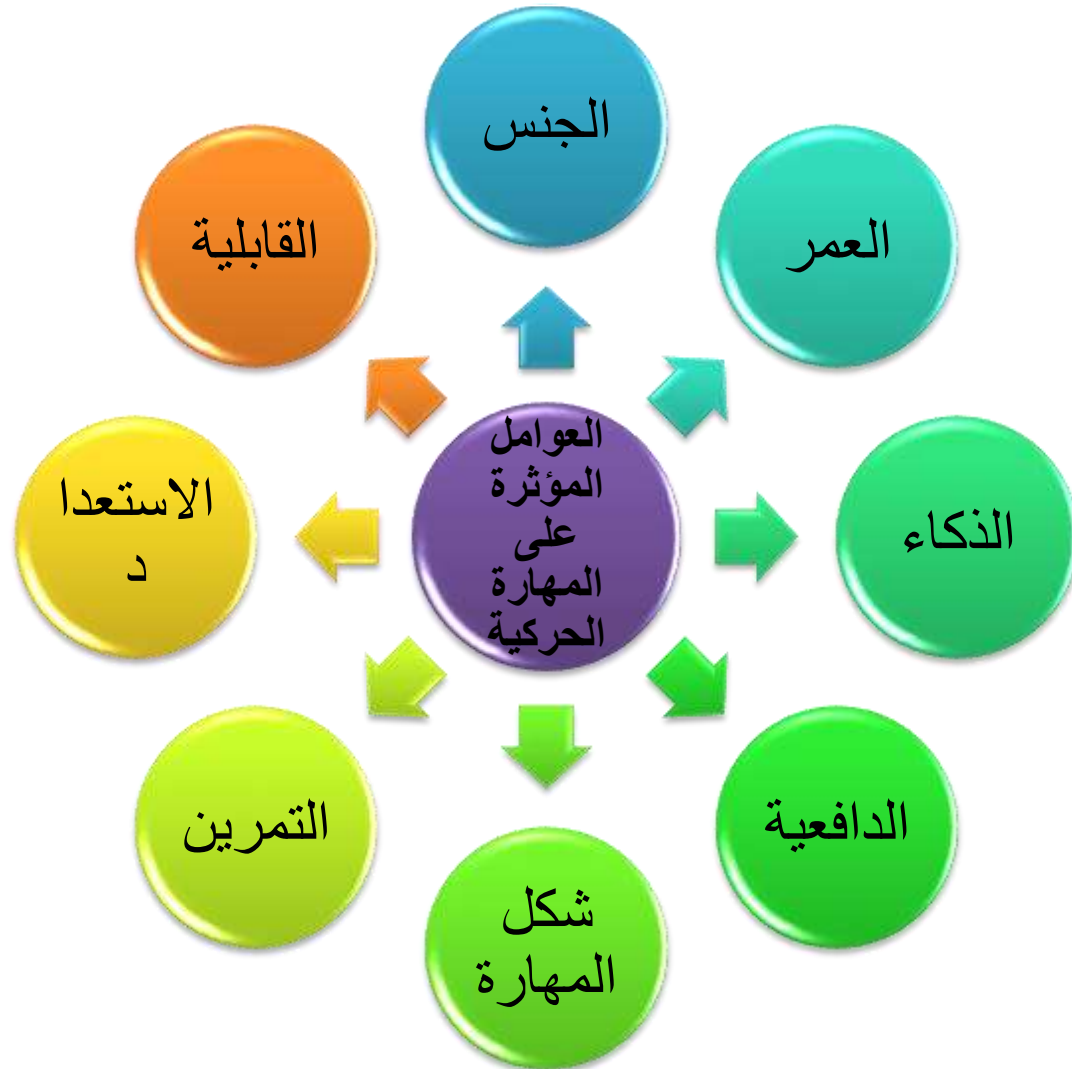 الجنس
العمر
الذكاء
الدافعية
شكل
المهارة
التمرين
الاستعدا
د
القابلية
العوامل
المؤثرة
على
المهارة
الحركية